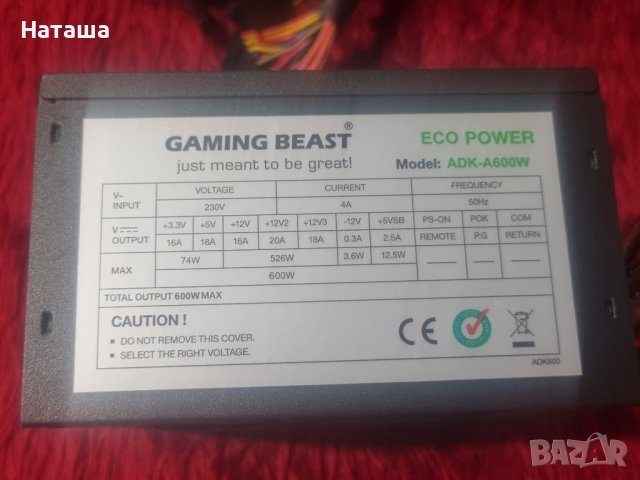 Наташа
GAMING BEAST®
just meant to be great!
ECO POWER
Model: ADK-A600W
V~ INPUT VOLTAGE CURRENT FREQUENCY
230V 4A 50Hz
V⎓ OUTPUT +3.3V +5V +12V +12V2 +12V3 -12V +5VSB PS-ON POK COM
16A 18A 16A 20A 18A 0.3A 2.5A REMOTE P.G RETURN
MAX 74W 526W 3.6W 12.5W
600W
TOTAL OUTPUT 600W MAX
CAUTION !
▪ DO NOT REMOVE THIS COVER.
▪ SELECT THE RIGHT VOLTAGE.
CE
ADK600
BAZAR
bg